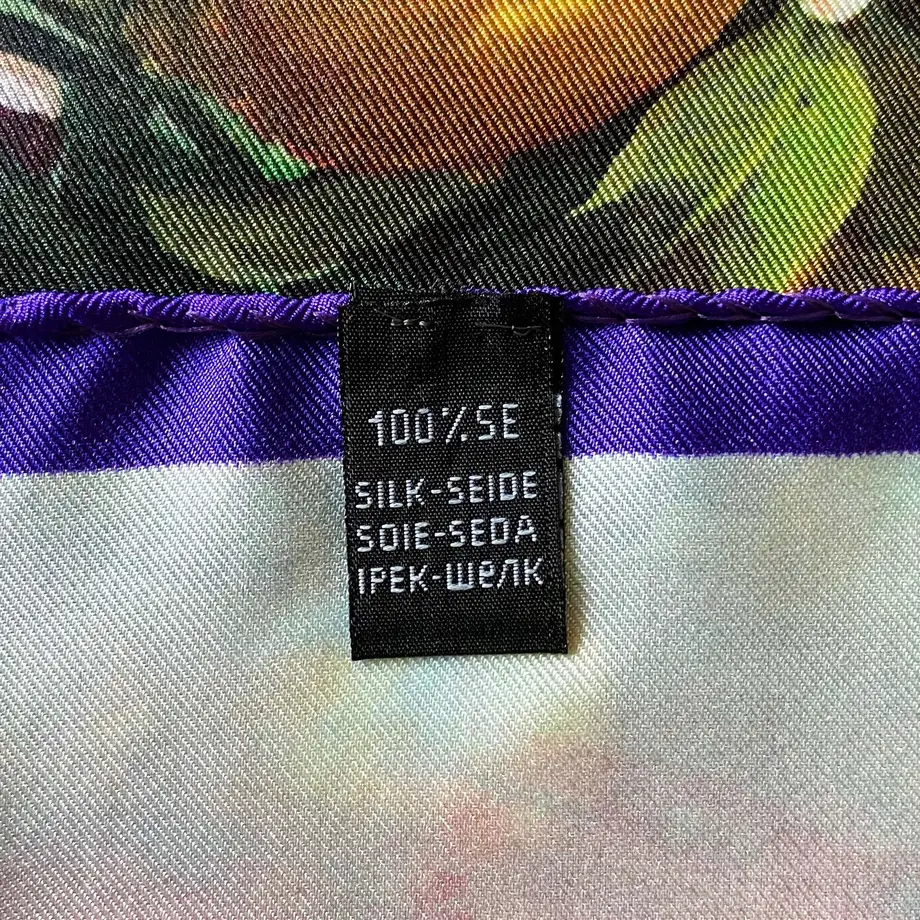 100% SE
SILK-SEIDE
SOIE-SEDA
IPEK-шелк